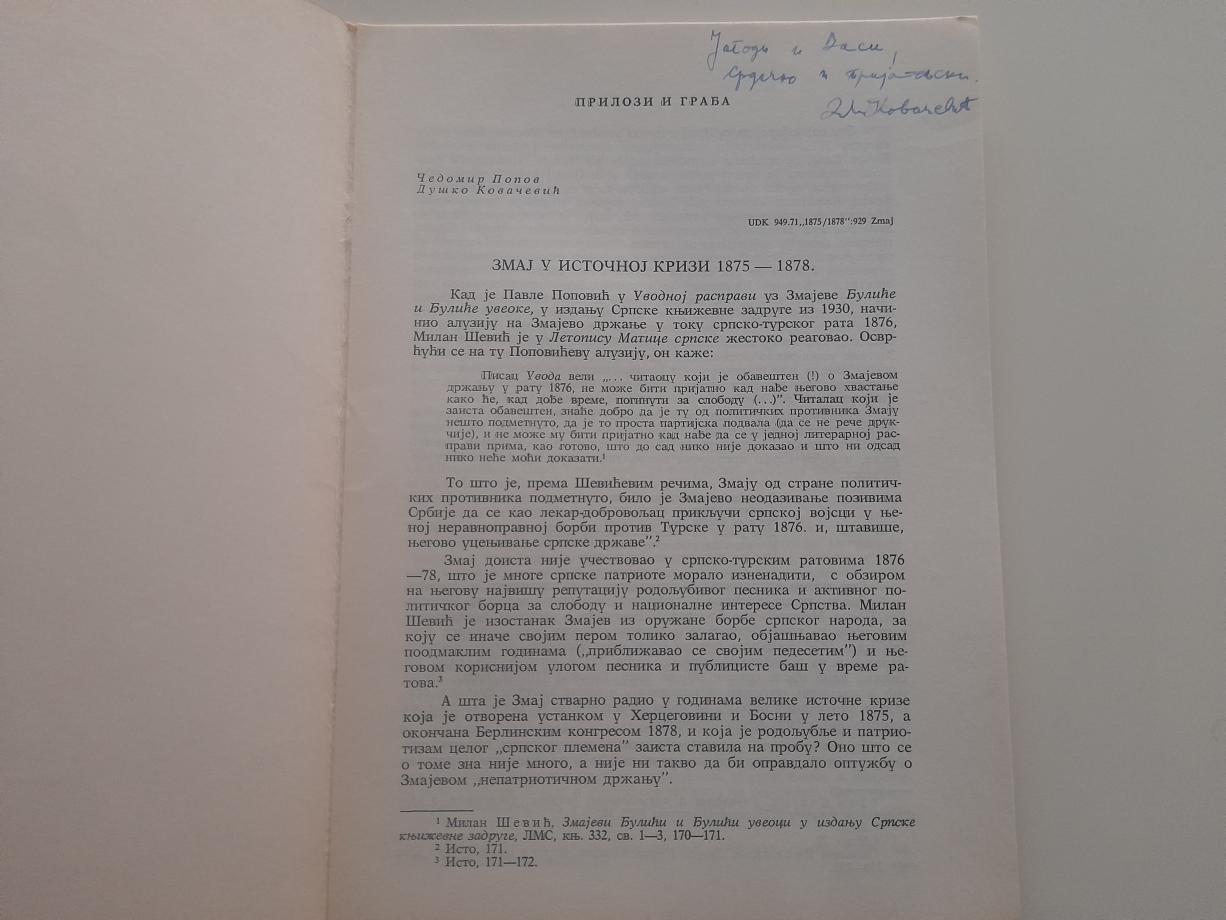 Јагоди и Васи,
срдачно и пријатељски.
Ковачевић
ПРИЛОЗИ И ГРАЂА
Чедомир Попов
Душко Ковачевић
UDK 949.71„1875/1878”:929 Zmaj
ЗМАЈ У ИСТОЧНОЈ КРИЗИ 1875 — 1878.
Кад је Павле Поповић у Уводној расправи уз Змајеве Булиће
и Булиће увеоке, у издању Српске књижевне задруге из 1930, начи-
нио алузију на Змајево држање у току српско-турског рата 1876,
Милан Шевић је у Летопису Матице српске жестоко реаговао. Освр-
ћући се на ту Поповићеву алузију, он каже:
Писац Увода вели „... читаоцу који је обавештен (!) о Змајевом
држању у рату 1876, не може бити пријатно кад нађе његово хвастање
како ће, кад дође време, погинути за слободу (...)”. Читалац који је
заиста обавештен, знаће добро да је ту од политичких противника Змају
нешто подметнуто, да је то проста партијска подвала (да се не рече друк-
чије), и не може му бити пријатно кад нађе да се у једној литерарној рас-
прави прима, као готово, што до сад нико није доказао и што ни одсад
нико неће моћи доказати.¹
То што је, према Шевићевим речима, Змају од стране политич-
ких противника подметнуто, било је Змајево неодазивање позивима
Србије да се као лекар-добровољац прикључи српској војсци у ње-
ној неравноправној борби против Турске у рату 1876. и, штавише,
његово уцењивање српске државе”.²
Змај доиста није учествовао у српско-турским ратовима 1876
—78, што је многе српске патриоте морало изненадити, с обзиром
на његову највишу репутацију родољубивог песника и активног по-
литичког борца за слободу и националне интересе Српства. Милан
Шевић је изостанак Змајев из оружане борбе српског народа, за
коју се иначе својим пером толико залагао, објашњавао његовим
поодмаклим годинама („приближавао се својим педесетим”) и ње-
говом кориснијом улогом песника и публицисте баш у време ра-
това.³
А шта је Змај стварно радио у годинама велике источне кризе
која је отворена устанком у Херцеговини и Босни у лето 1875, а
окончана Берлинским конгресом 1878, и која је родољубље и патрио-
тизам целог „српског племена” заиста ставила на пробу? Оно што се
о томе зна није много, а није ни такво да би оправдало оптужбу о
Змајевом „непатриотичном држању”.
¹ Милан Шевић, Змајеви Булићи и Булићи увеоци у издању Српске
књижевне задруге, ЛМС, књ. 332, св. 1—3, 170—171.
² Исто, 171.
³ Исто, 171—172.